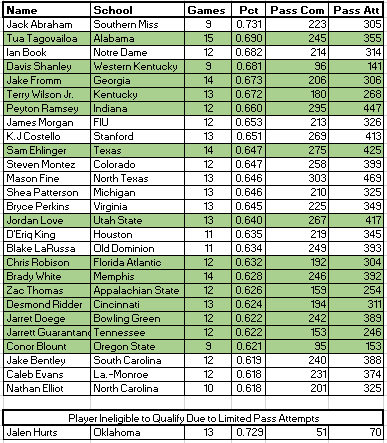 Name School Games Pct Pass Com Pass Att
Jack Abraham Southern Miss 9 0.731 223 305
Tua Tagovailoa Alabama 15 0.690 245 355
Ian Book Notre Dame 12 0.682 214 314
Davis Shanley Western Kentucky 9 0.681 96 141
Jake Fromm Georgia 14 0.673 206 306
Terry Wilson Jr. Kentucky 13 0.672 180 268
Peyton Ramsey Indiana 12 0.660 295 447
James Morgan FIU 12 0.653 213 326
K.J Costello Stanford 13 0.651 269 413
Sam Ehlinger Texas 14 0.647 275 425
Steven Montez Colorado 12 0.647 258 399
Mason Fine North Texas 13 0.646 303 469
Shea Patterson Michigan 13 0.646 210 325
Bryce Perkins Virginia 13 0.645 225 349
Jordan Love Utah State 13 0.640 267 417
D'Eriq King Houston 11 0.635 219 345
Blake LaRussa Old Dominion 11 0.634 249 393
Chris Robison Florida Atlantic 12 0.632 192 304
Brady White Memphis 14 0.628 246 392
Zac Thomas Appalachian State 12 0.626 159 254
Desmond Ridder Cincinnati 13 0.624 194 311
Jarret Doege Bowling Green 12 0.622 242 389
Jarrett Guarantano Tennessee 12 0.622 153 246
Conor Blount Oregon State 9 0.621 95 153
Jake Bentley South Carolina 12 0.619 240 388
Caleb Evans La.-Monroe 12 0.618 231 374
Nathan Elliot North Carolina 10 0.618 201 325
Player Ineligible to Qualify Due to Limited Pass Attempts
Jalen Hurts Oklahoma 13 0.729 51 70